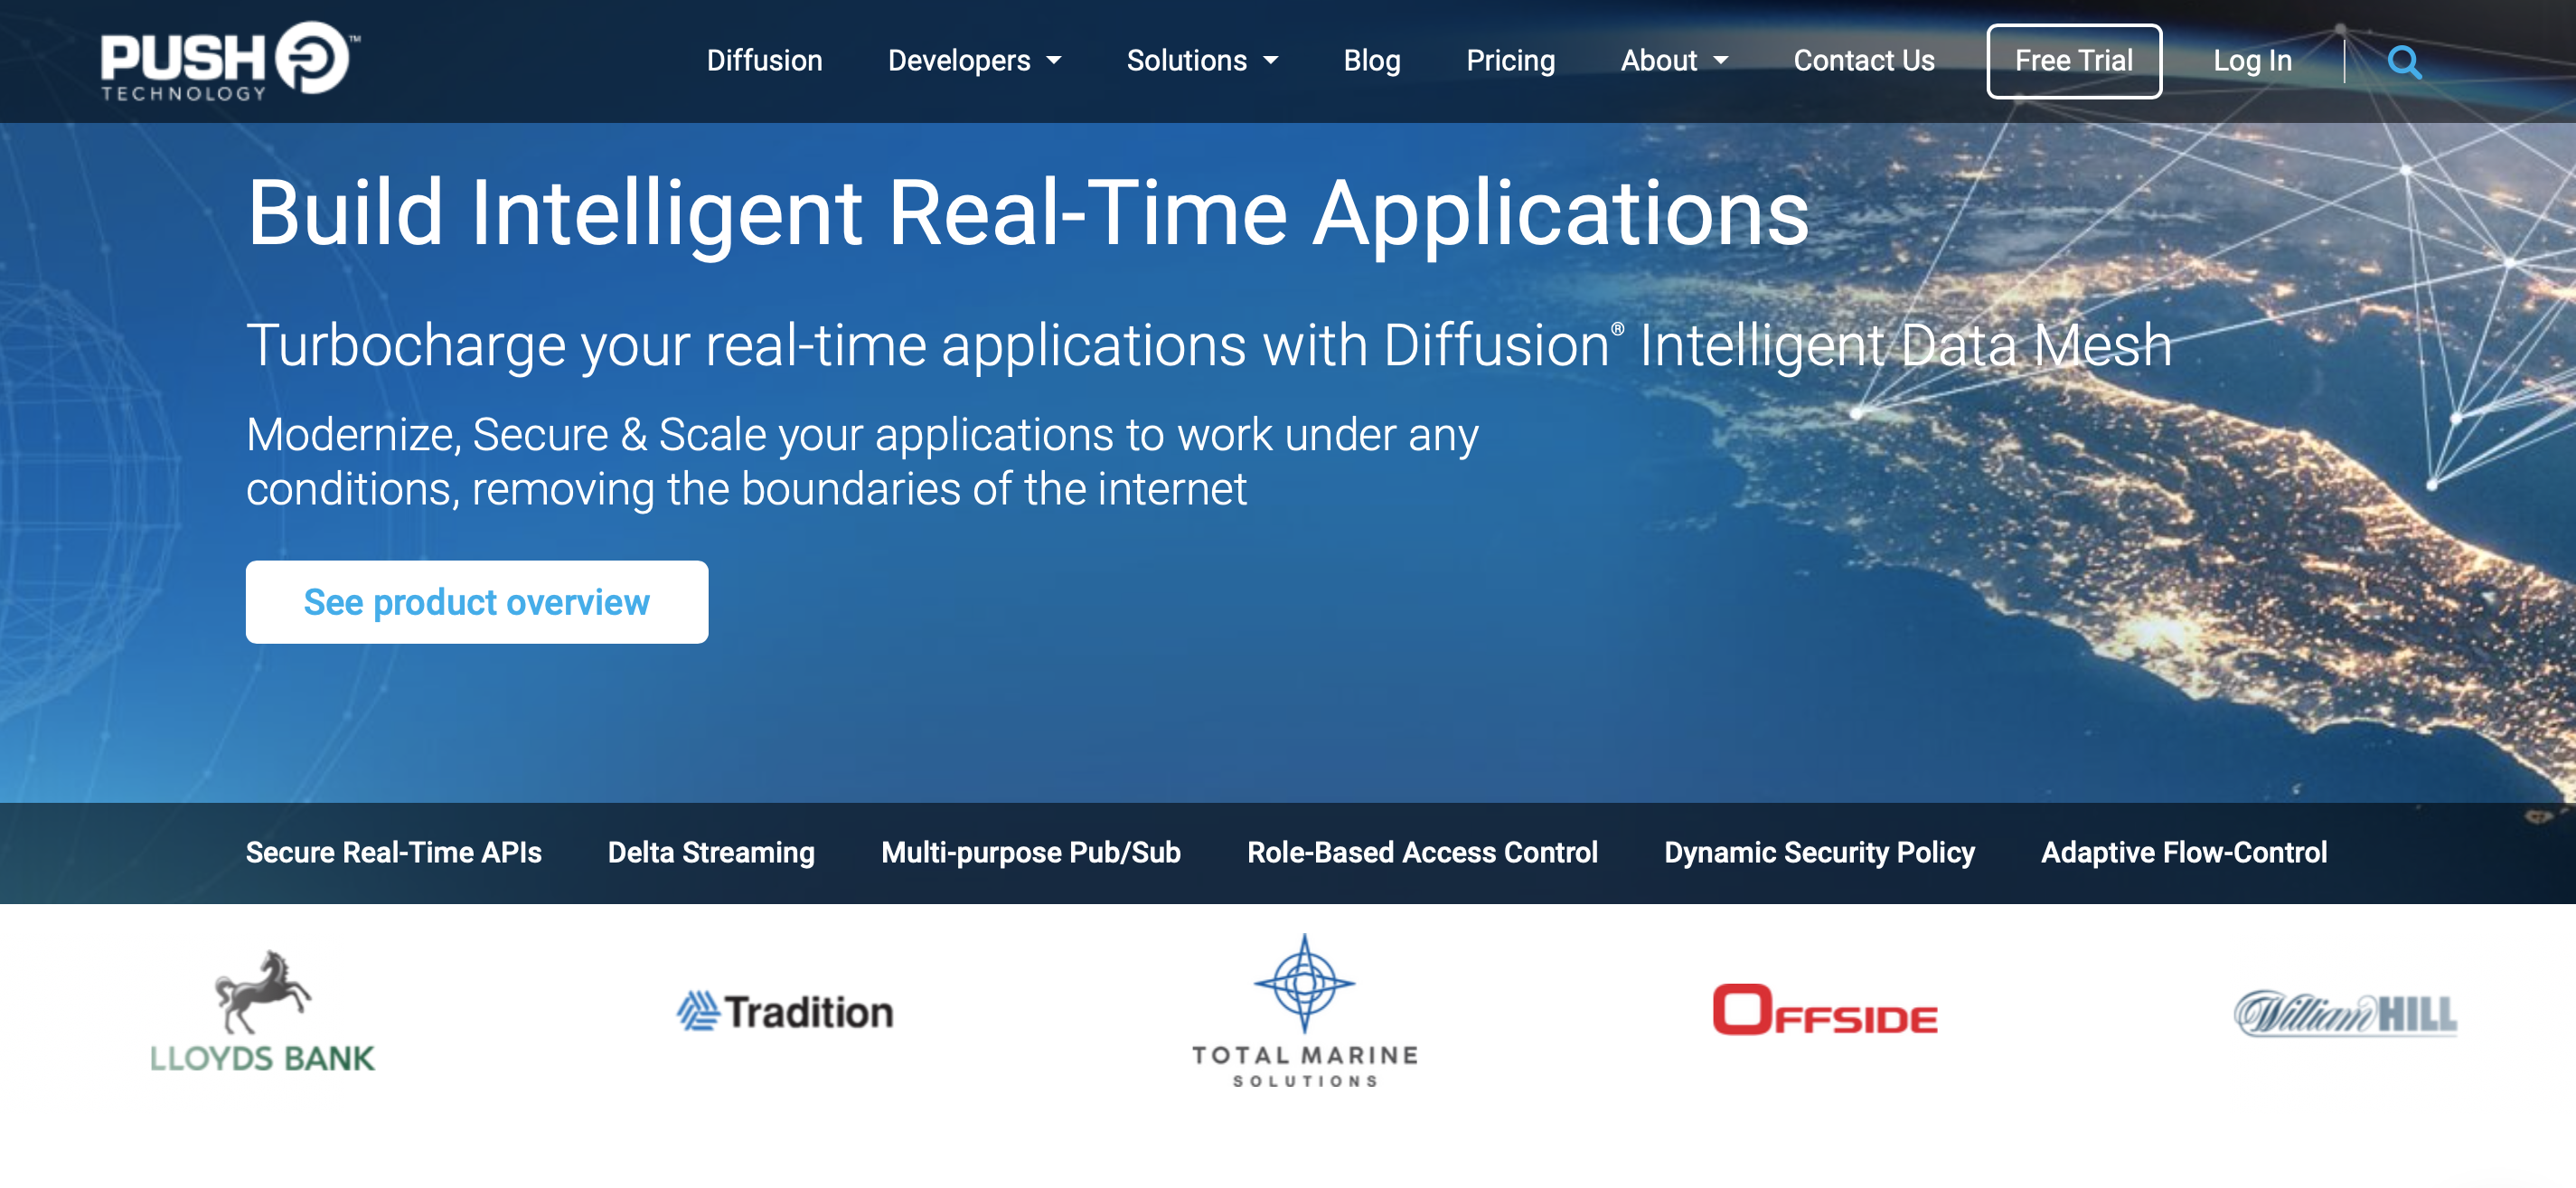 PUSH
TECHNOLOGY
™
Diffusion
Developers
Solutions
Blog
Pricing
About
Contact Us
Free Trial
Log In
Build Intelligent Real-Time Applications
Turbocharge your real-time applications with Diffusion® Intelligent Data Mesh
Modernize, Secure & Scale your applications to work under any
conditions, removing the boundaries of the internet
See product overview
Secure Real-Time APIs
Delta Streaming
Multi-purpose Pub/Sub
Role-Based Access Control
Dynamic Security Policy
Adaptive Flow-Control
LLOYDS BANK
Tradition
TOTAL MARINE
SOLUTIONS
OFFSIDE
William HILL